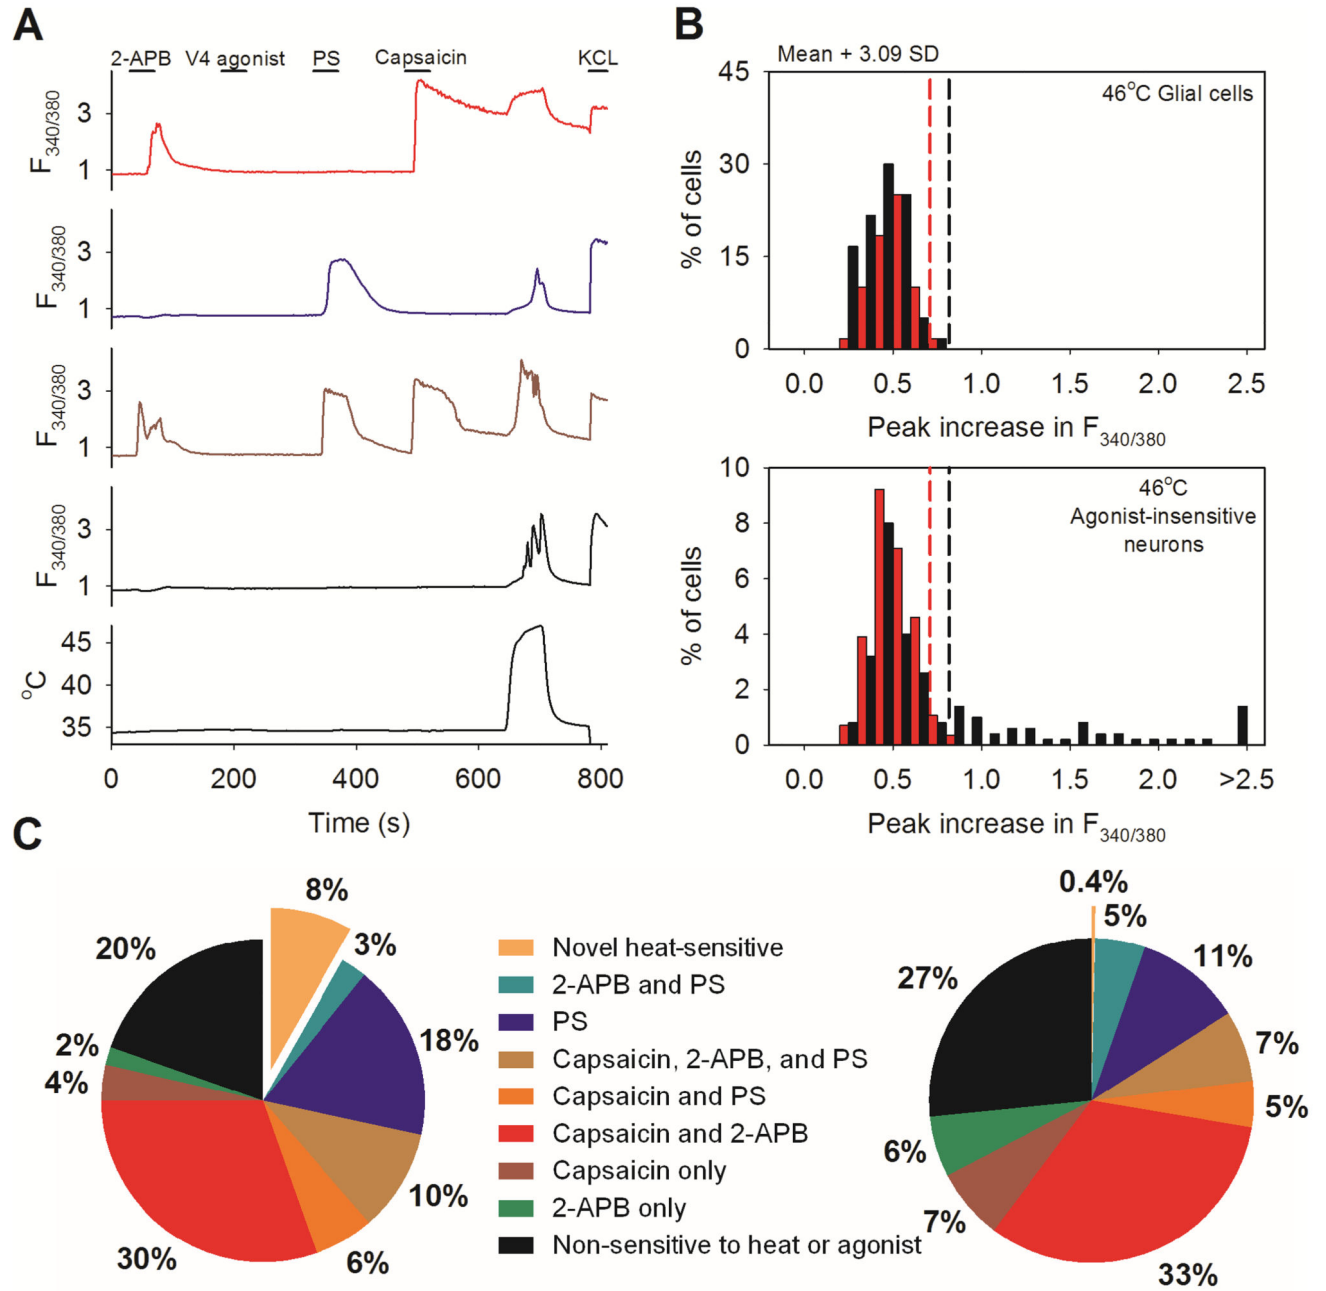 A
2-APB V4 agonist PS Capsaicin KCL
F340/380
3
1
F340/380
3
1
F340/380
3
1
F340/380
3
1
°C
45
40
35
0 200 400 600 800
Time (s)
B
Mean + 3.09 SD
46°C Glial cells
% of cells
45
30
15
0
0.0 0.5 1.0 1.5 2.0 2.5
Peak increase in F340/380
46°C
Agonist-insensitive
neurons
% of cells
10
8
6
4
2
0
0.0 0.5 1.0 1.5 2.0 >2.5
Peak increase in F340/380
C
8%
3%
18%
10%
6%
30%
4%
2%
20%
Novel heat-sensitive
2-APB and PS
PS
Capsaicin, 2-APB, and PS
Capsaicin and PS
Capsaicin and 2-APB
Capsaicin only
2-APB only
Non-sensitive to heat or agonist
0.4%
5%
11%
7%
5%
33%
7%
6%
27%